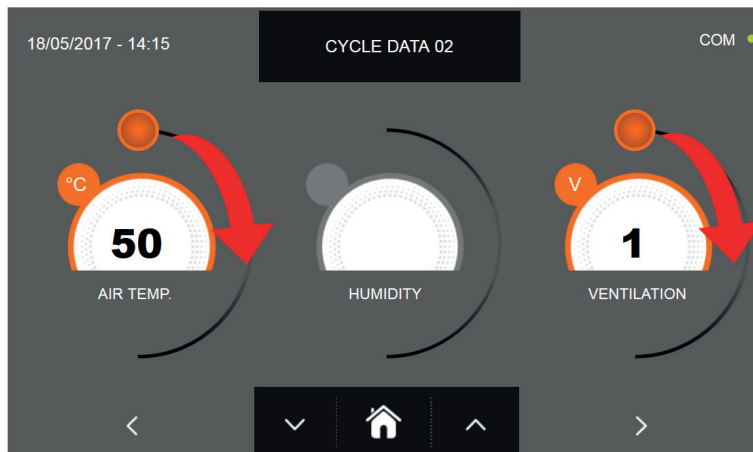 18/05/2017 - 14:15
CYCLE DATA 02
COM
°C
V
50
1
AIR TEMP.
HUMIDITY
VENTILATION